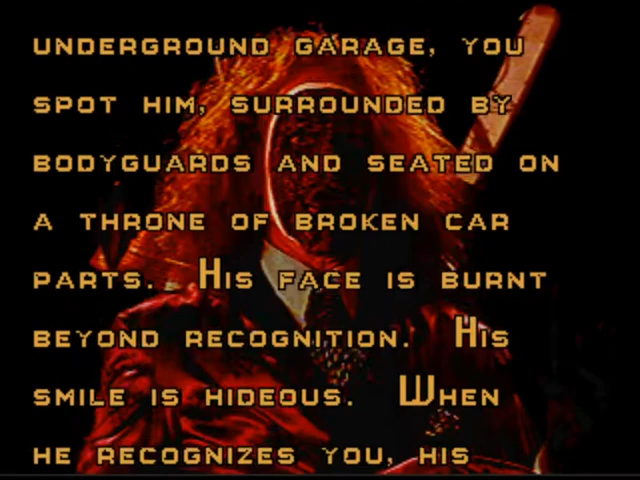 UNDERGROUND GARAGE, YOU
SPOT HIM, SURROUNDED BY
BODYGUARDS AND SEATED ON
A THRONE OF BROKEN CAR
PARTS. HIS FACE IS BURNT
BEYOND RECOGNITION. HIS
SMILE IS HIDEOUS. WHEN
HE RECOGNIZES YOU, HIS